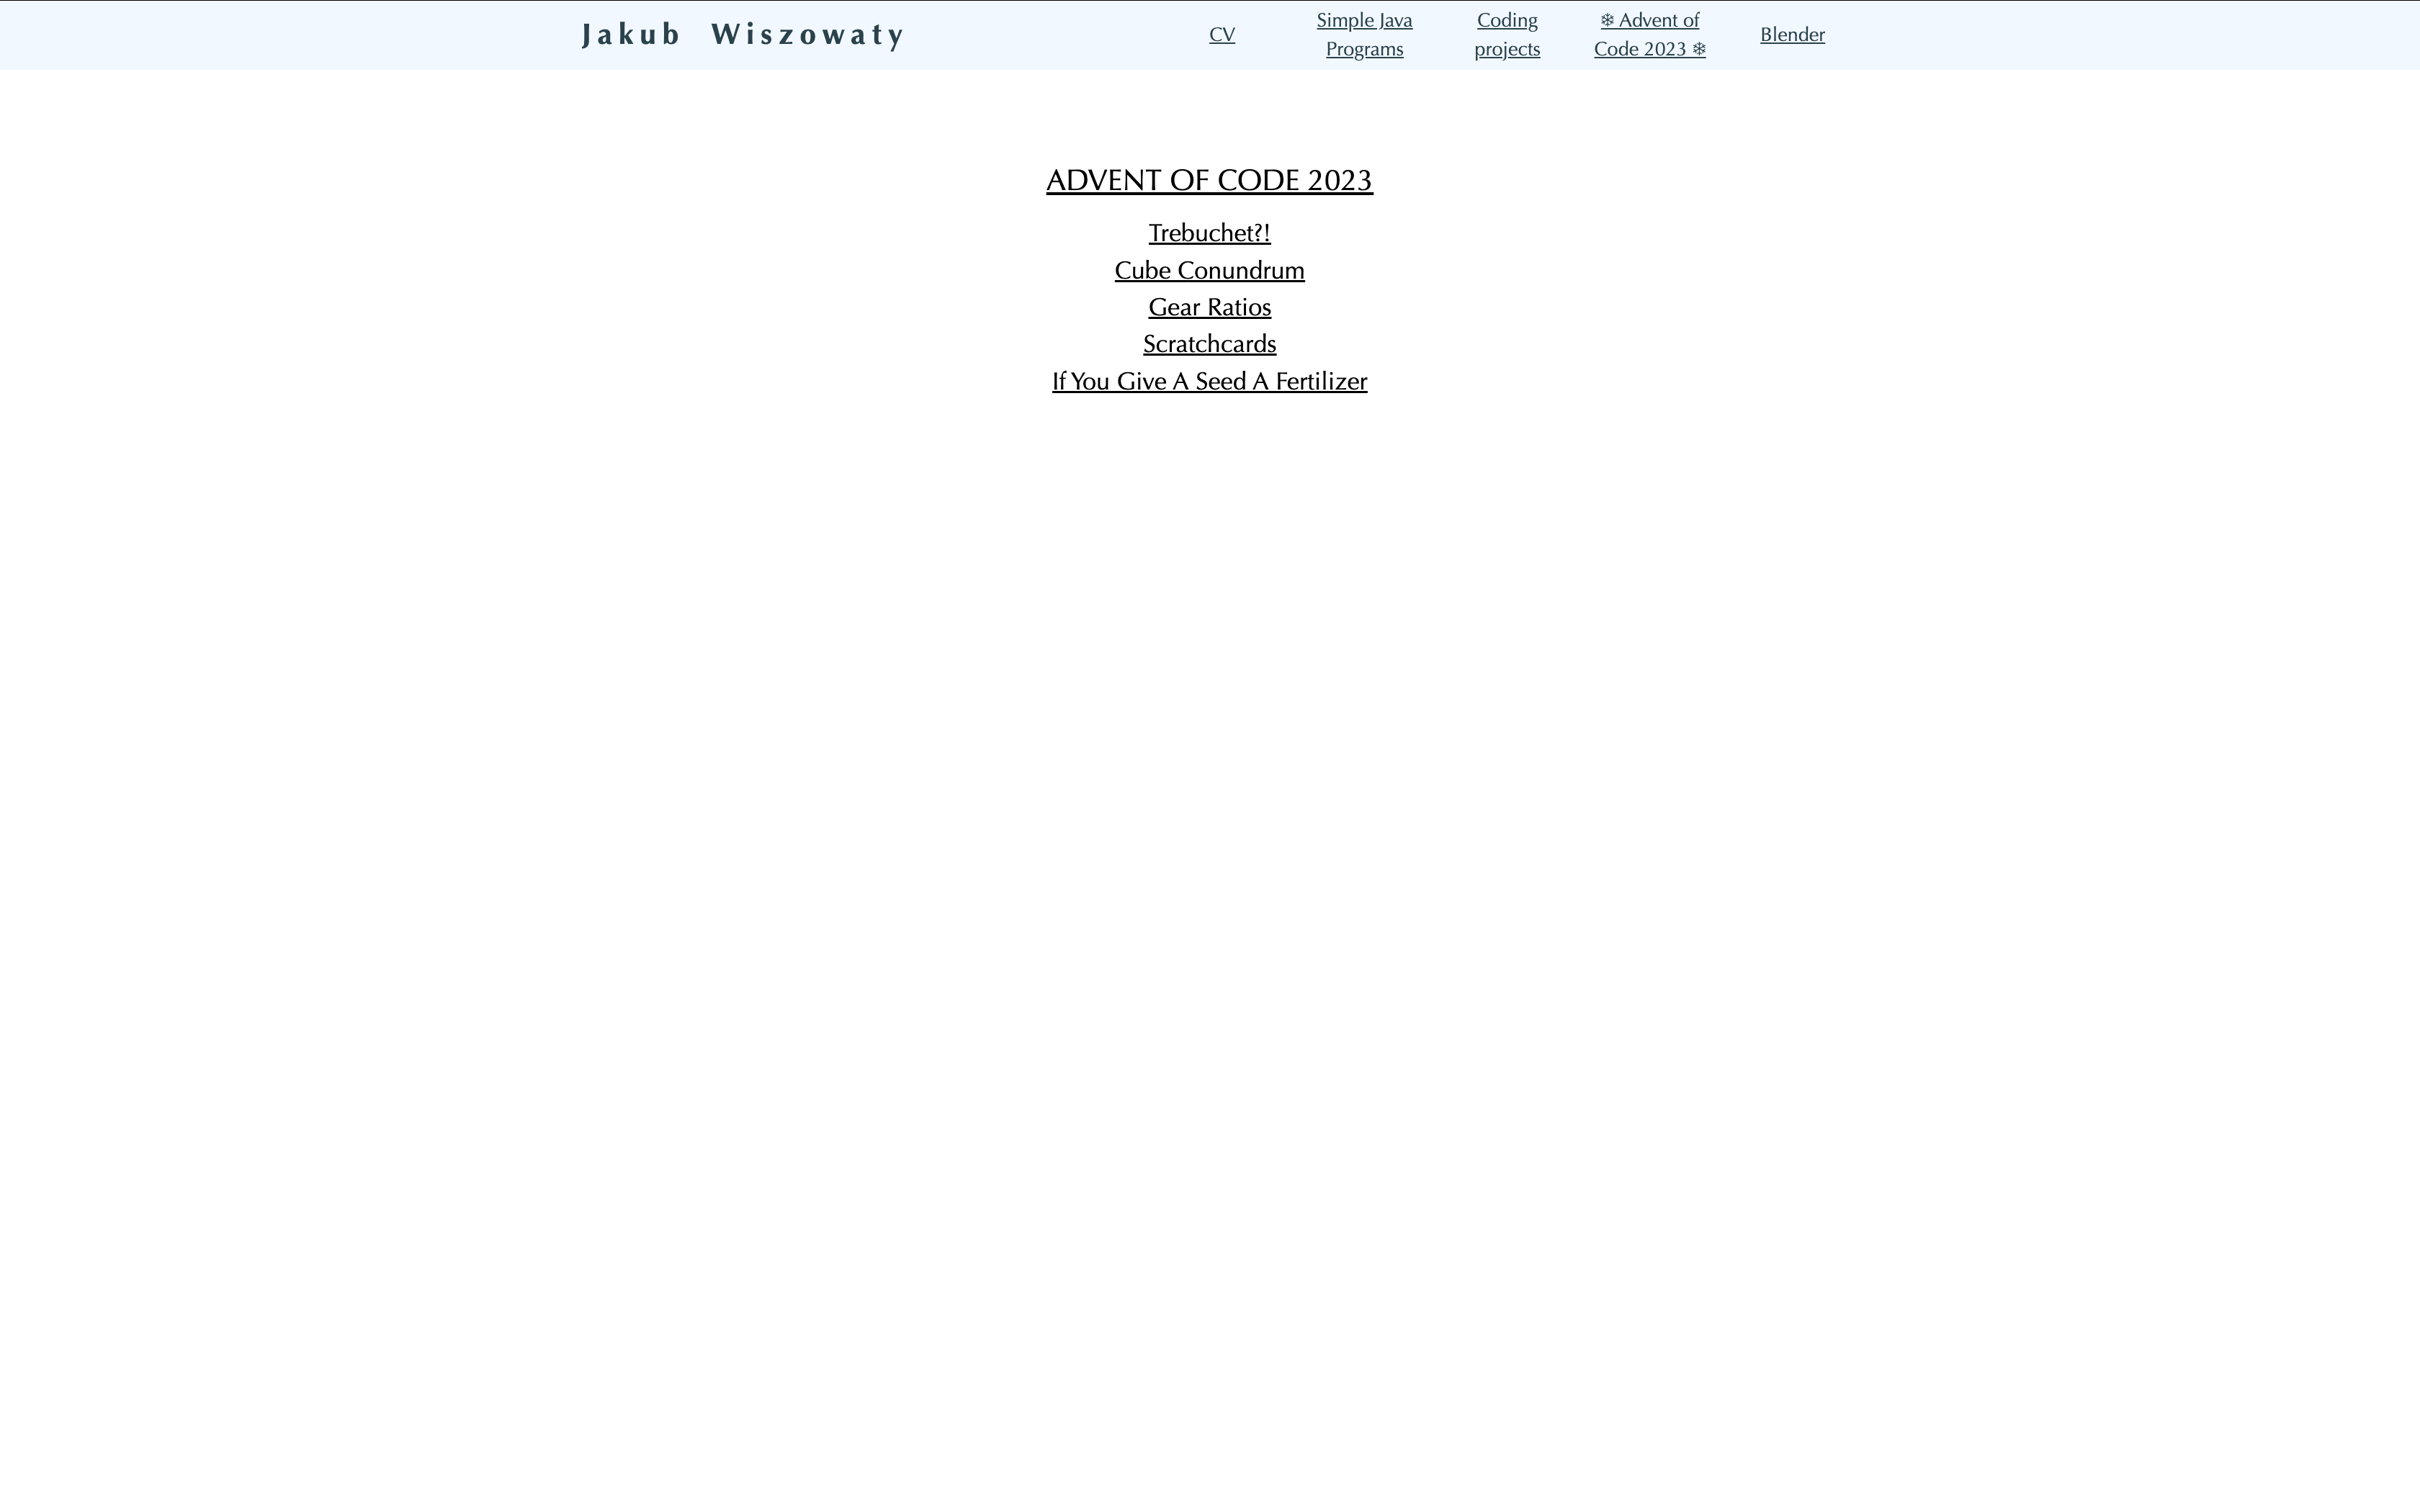 Jakub Wiszowaty
CV
Simple Java
Programs
Coding
projects
❄ Advent of
Code 2023 ❄
Blender
ADVENT OF CODE 2023
Trebuchet?!
Cube Conundrum
Gear Ratios
Scratchcards
If You Give A Seed A Fertilizer